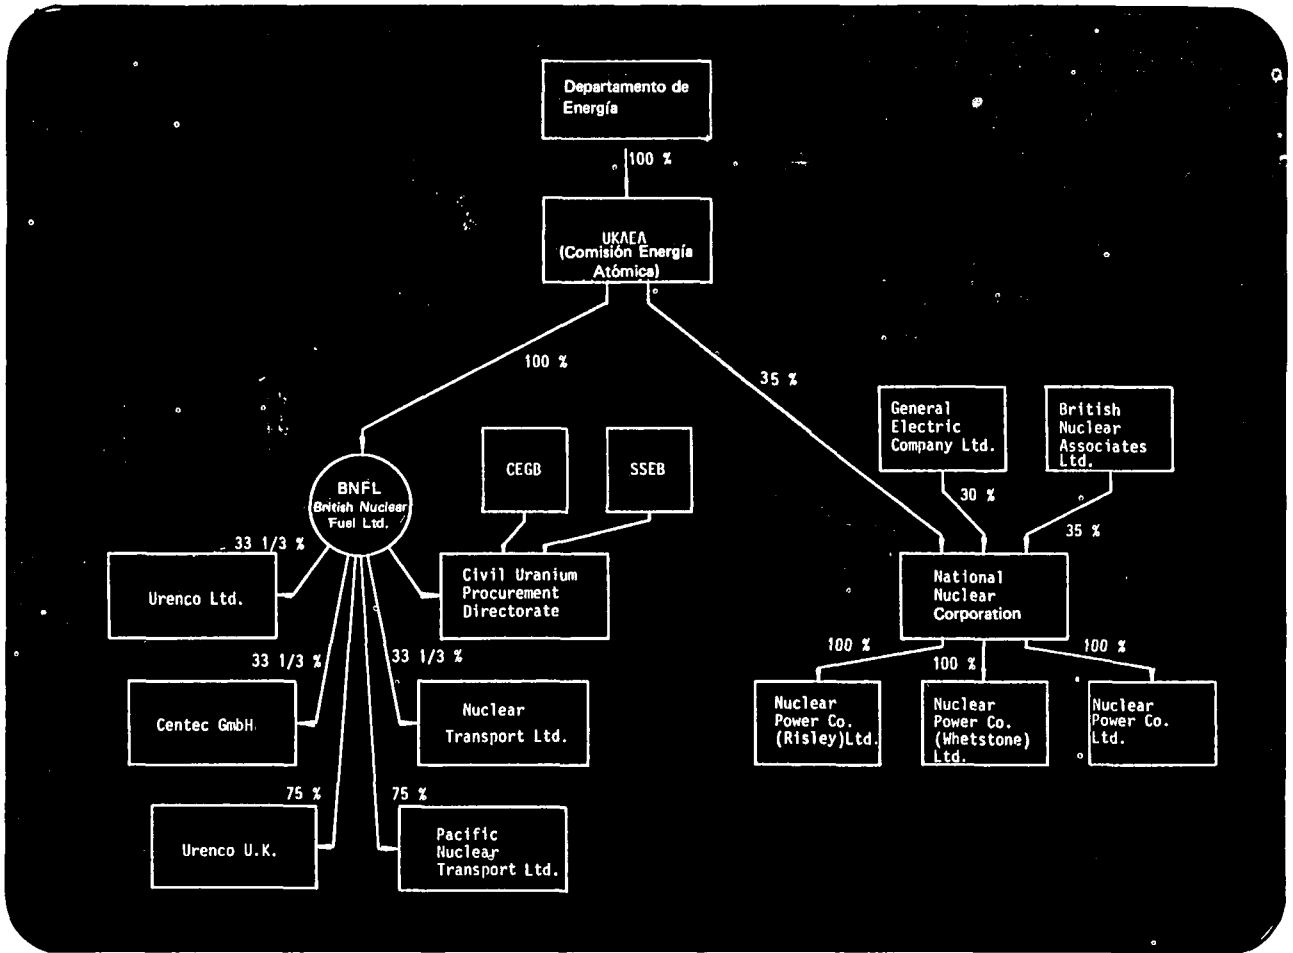 Departamento de
Energía
100 %
UKAEA
(Comisión Energía
Atómica)
100 %
35 %
General
Electric
Company Ltd.
British
Nuclear
Associates
Ltd.
CEGB
SSEB
BNFL
British Nuclear
Fuel Ltd.
30 %
35 %
33 1/3 %
Urenco Ltd.
Civil Uranium
Procurement
Directorate
National
Nuclear
Corporation
33 1/3 %
33 1/3 %
100 %
100 %
100 %
Centec GmbH
Nuclear
Transport Ltd.
Nuclear
Power Co.
(Risley)Ltd.
Nuclear
Power Co.
(Whetstone)
Ltd.
Nuclear
Power Co.
Ltd.
75 %
75 %
Urenco U.K.
Pacific
Nuclear
Transport Ltd.